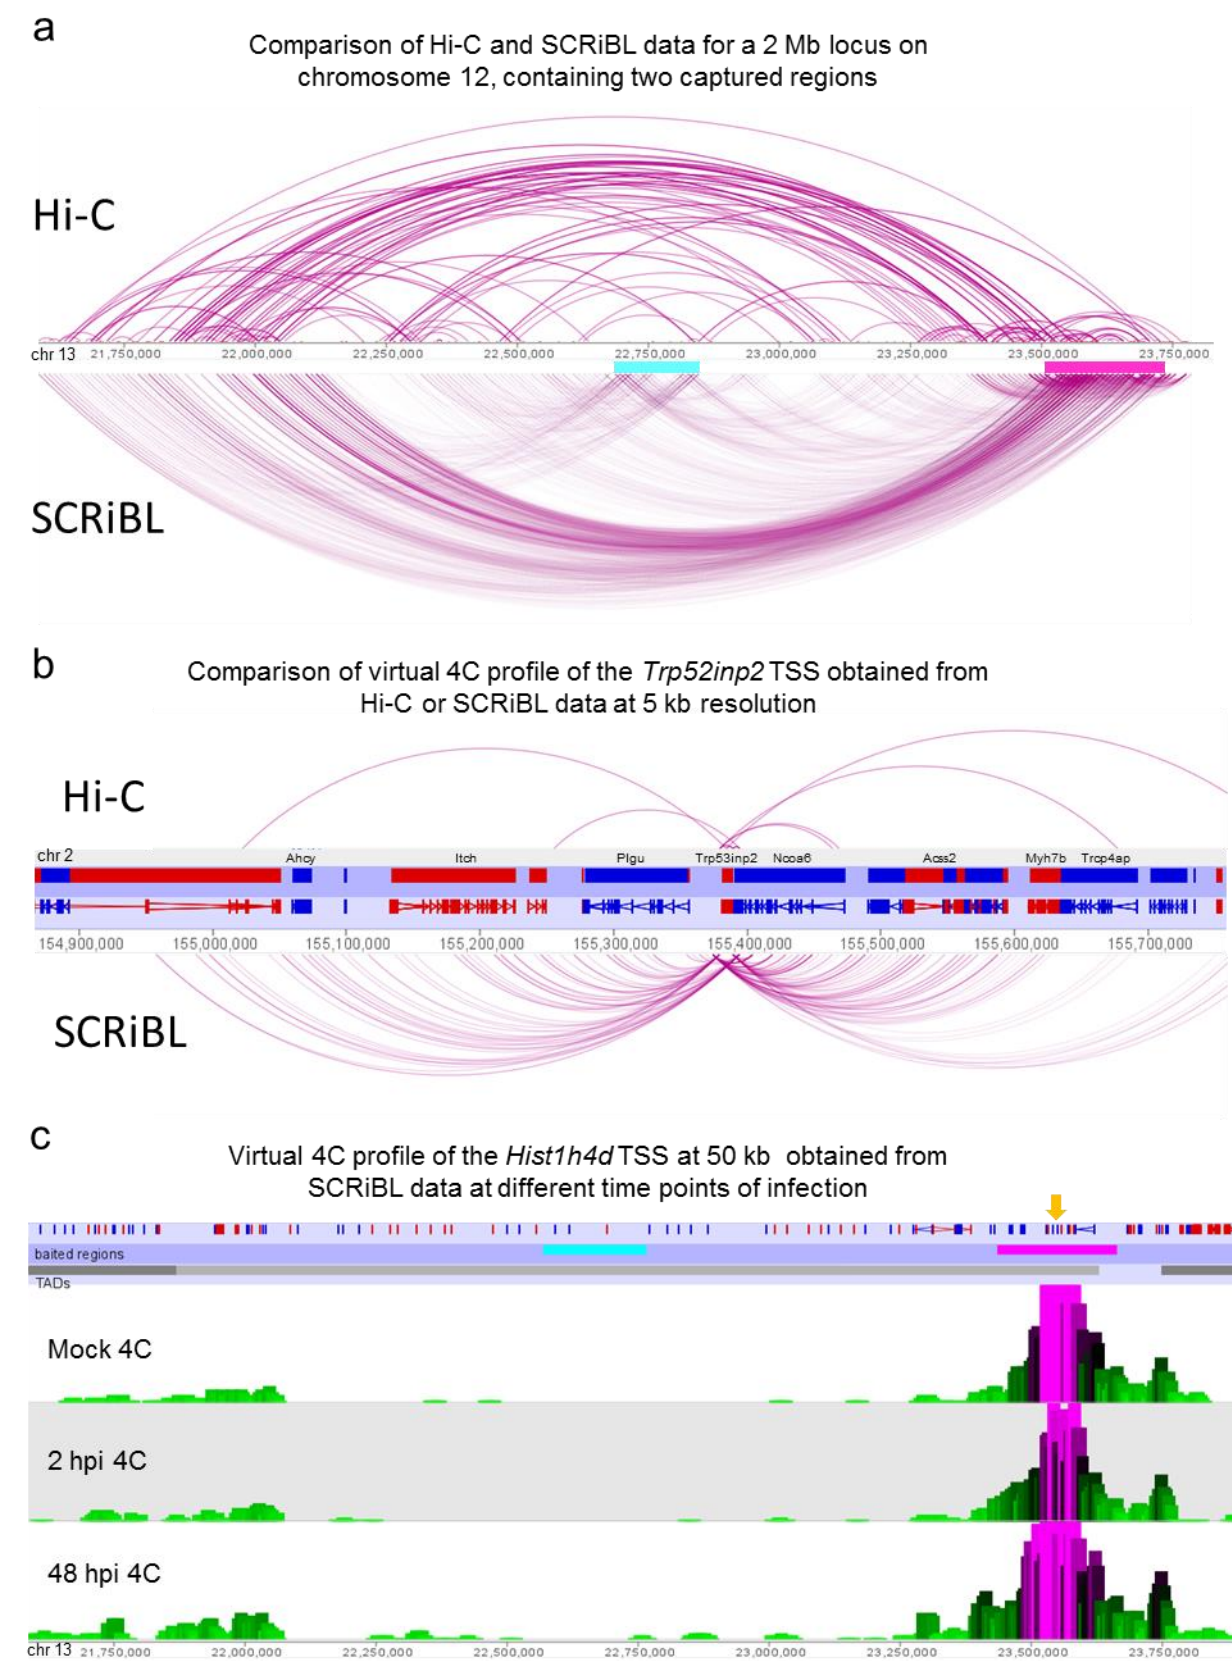 a
Comparison of Hi-C and SCRiBL data for a 2 Mb locus on
chromosome 12, containing two captured regions
Hi-C
chr 13 21,750,000 22,000,000 22,250,000 22,500,000 22,750,000 23,000,000 23,250,000 23,500,000 23,750,000
SCRiBL
b
Comparison of virtual 4C profile of the Trp52inp2 TSS obtained from
Hi-C or SCRiBL data at 5 kb resolution
Hi-C
chr 2 Ahcy Itch PIgu Trp53inp2 Ncoa6 Acss2 Myh7b Trcp4ap
154,900,000 155,000,000 155,100,000 155,200,000 155,300,000 155,400,000 155,500,000 155,600,000 155,700,000
SCRiBL
c
Virtual 4C profile of the Hist1h4d TSS at 50 kb obtained from
SCRiBL data at different time points of infection
baited regions
TADs
Mock 4C
2 hpi 4C
48 hpi 4C
chr 13 21,750,000 22,000,000 22,250,000 22,500,000 22,750,000 23,000,000 23,250,000 23,500,000 23,750,000